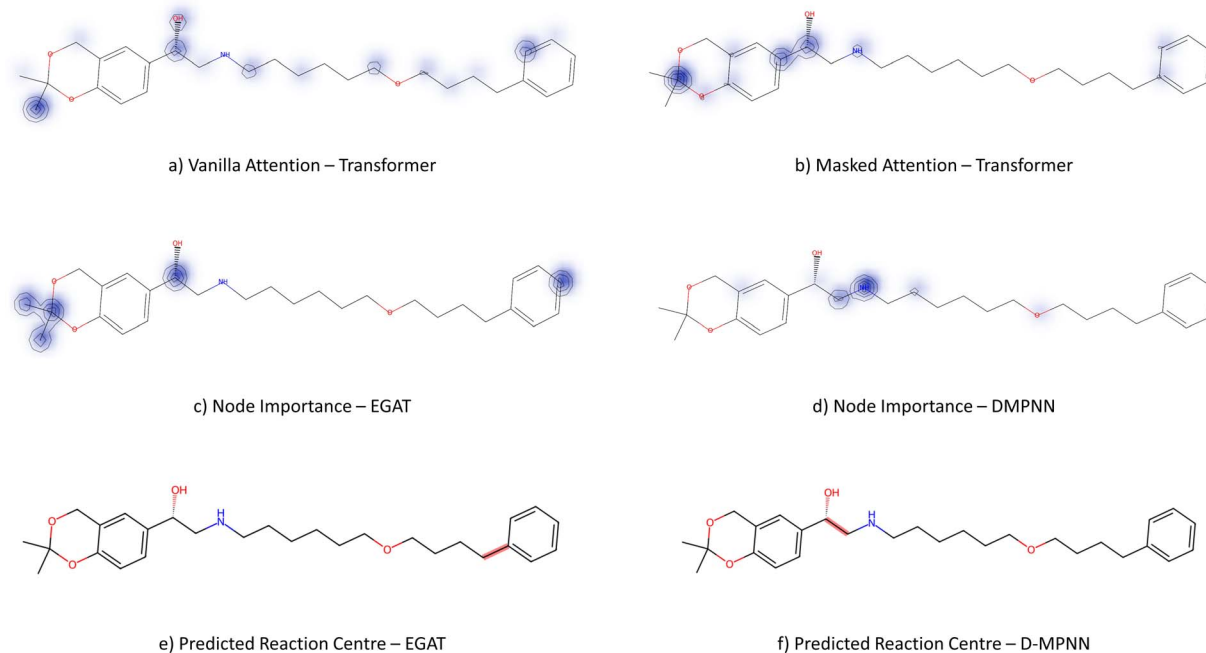 OH
O
NH
O
O
a) Vanilla Attention – Transformer
OH
O
NH
O
O
b) Masked Attention – Transformer
OH
O
NH
O
O
c) Node Importance – EGAT
OH
O
NH
O
O
d) Node Importance – DMPNN
OH
H
O
N
O
O
e) Predicted Reaction Centre – EGAT
OH
H
O
N
O
O
f) Predicted Reaction Centre – D-MPNN